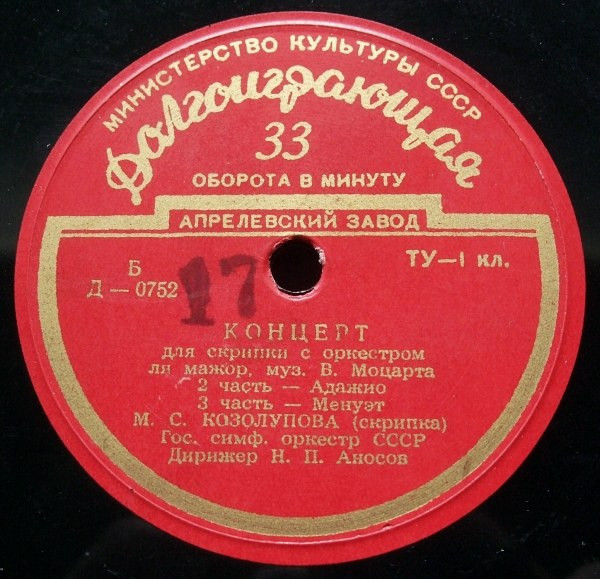 МИНИСТЕРСТВО КУЛЬТУРЫ СССР
Долгоиграющая
33
ОБОРОТА В МИНУТУ
АПРЕЛЕВСКИЙ ЗАВОД
Б
Д — 0752
17
ТУ—1 кл.
КОНЦЕРТ
для скрипки с оркестром
ля мажор, муз. В. Моцарта
2 часть — Адажио
3 часть — Менуэт
М. С. КОЗОЛУПОВА (скрипка)
Гос. симф. оркестр СССР
Дирижер Н. П. Аносов